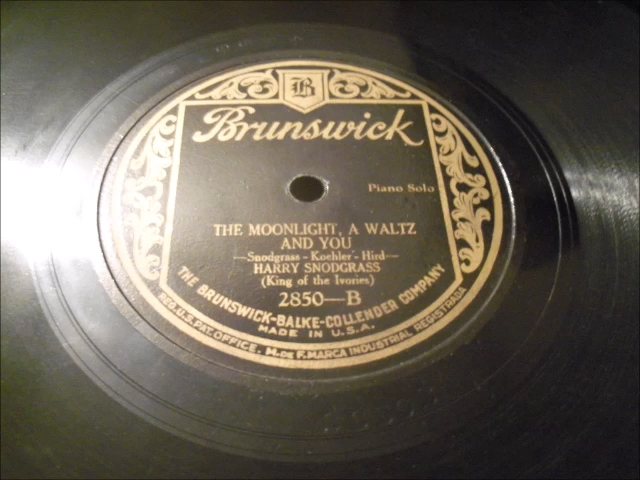 B
Brunswick
Piano Solo
THE MOONLIGHT, A WALTZ
AND YOU
—Snodgrass - Koehler - Hird—
HARRY SNODGRASS
(King of the Ivories)
2850—B
THE BRUNSWICK-BALKE-COLLENDER COMPANY
MADE IN U.S.A.
REG. U.S. PAT. OFFICE. M. DE F. MARCA INDUSTRIAL REGISTRADA